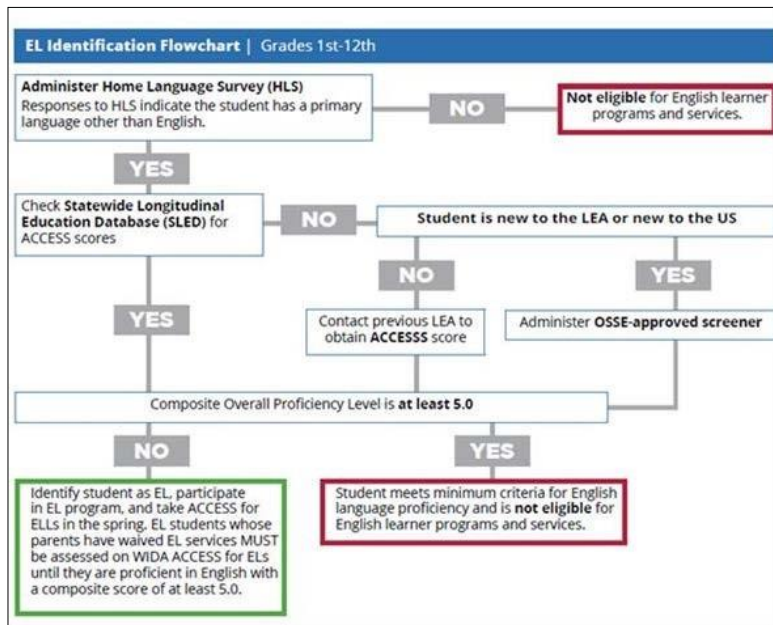 EL Identification Flowchart | Grades 1st-12th
Administer Home Language Survey (HLS)
Responses to HLS indicate the student has a primary
language other than English.
NO
Not eligible for English learner
programs and services.
YES
Check Statewide Longitudinal
Education Database (SLED) for
ACCESS scores
NO
Student is new to the LEA or new to the US
NO
YES
YES
Contact previous LEA to
obtain ACCESSS score
Administer OSSE-approved screener
Composite Overall Proficiency Level is at least 5.0
NO
YES
Identify student as EL, participate
in EL program, and take ACCESS for
ELLs in the spring. EL students whose
parents have waived EL services MUST
be assessed on WIDA ACCESS for ELs
until they are proficient in English with
a composite score of at least 5.0.
Student meets minimum criteria for English
language proficiency and is not eligible for
English learner programs and services.